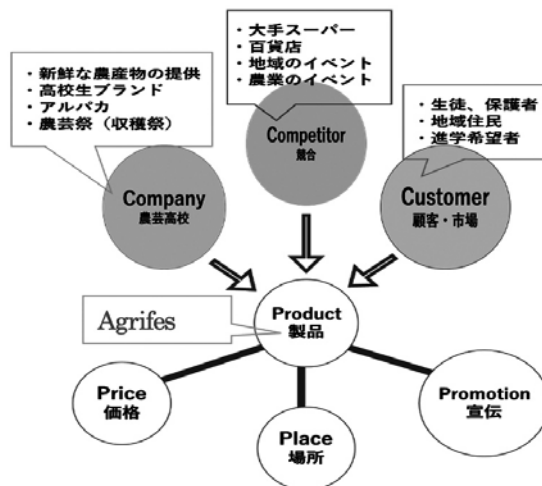 ・大手スーパー
・百貨店
・地域のイベント
・農業のイベント
・新鮮な農産物の提供
・高校生ブランド
・アルパカ
・農芸祭（収穫祭）
・生徒、保護者
・地域住民
・進学希望者
Company
農芸高校
Competitor
競合
Customer
顧客・市場
Agrifes
Product
製品
Price
価格
Place
場所
Promotion
宣伝